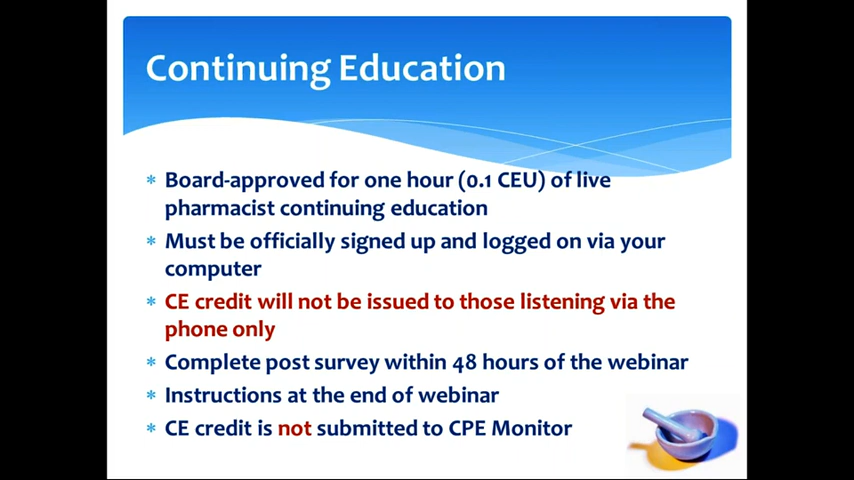 Continuing Education
* Board-approved for one hour (0.1 CEU) of live
pharmacist continuing education
* Must be officially signed up and logged on via your
computer
* CE credit will not be issued to those listening via the
phone only
* Complete post survey within 48 hours of the webinar
* Instructions at the end of webinar
* CE credit is not submitted to CPE Monitor